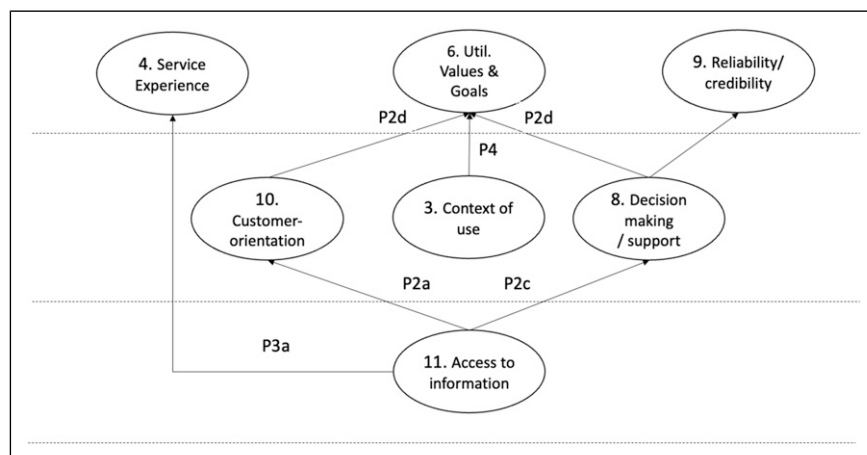 4. Service
Experience
6. Util.
Values &
Goals
9. Reliability/
credibility
P2d
P2d
P4
10.
Customer-
orientation
3. Context of
use
8. Decision
making
/ support
P2a
P2c
P3a
11. Access to
information